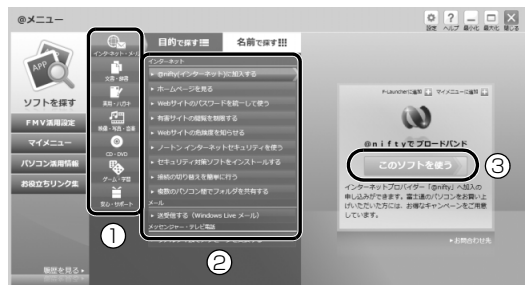 @メニュー
設定 ヘルプ 最小化 最大化 閉じる
APP
ソフトを探す
FMV活用設定
マイメニュー
パソコン活用情報
お役立ちリンク集
履歴を見る
インターネット・メール
文書・辞書
実用・ハガキ
映像・写真・音楽
CD・DVD
ゲーム・学習
安心・サポート
①
目的で探す
名前で探す
インターネット
@nifty(インターネット)に加入する
ホームページを見る
Webサイトのパスワードを統一して使う
有害サイトの閲覧を制限する
Webサイトの危険度を知らせる
ノートン インターネットセキュリティを使う
セキュリティ対策ソフトをインストールする
接続の切り替えを簡単に行う
複数のパソコン間でフォルダを共有する
メール
送受信する (Windows Live メール)
メッセンジャー・テレビ電話
②
F-Launcherに追加 マイメニューに追加
@niftyでブロードバンド
このソフトを使う
③
インターネットプロバイダー「@nifty」へ加入の
申し込みができます。富士通のパソコンをお買い上
げいただいた方には、お得なキャンペーンをご用意
しています。
お問合わせ先